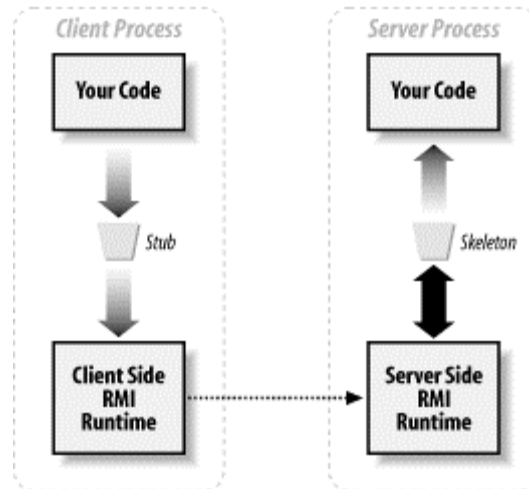 Client Process
Your Code
Stub
Client Side
RMI
Runtime
Server Process
Your Code
Skeleton
Server Side
RMI
Runtime